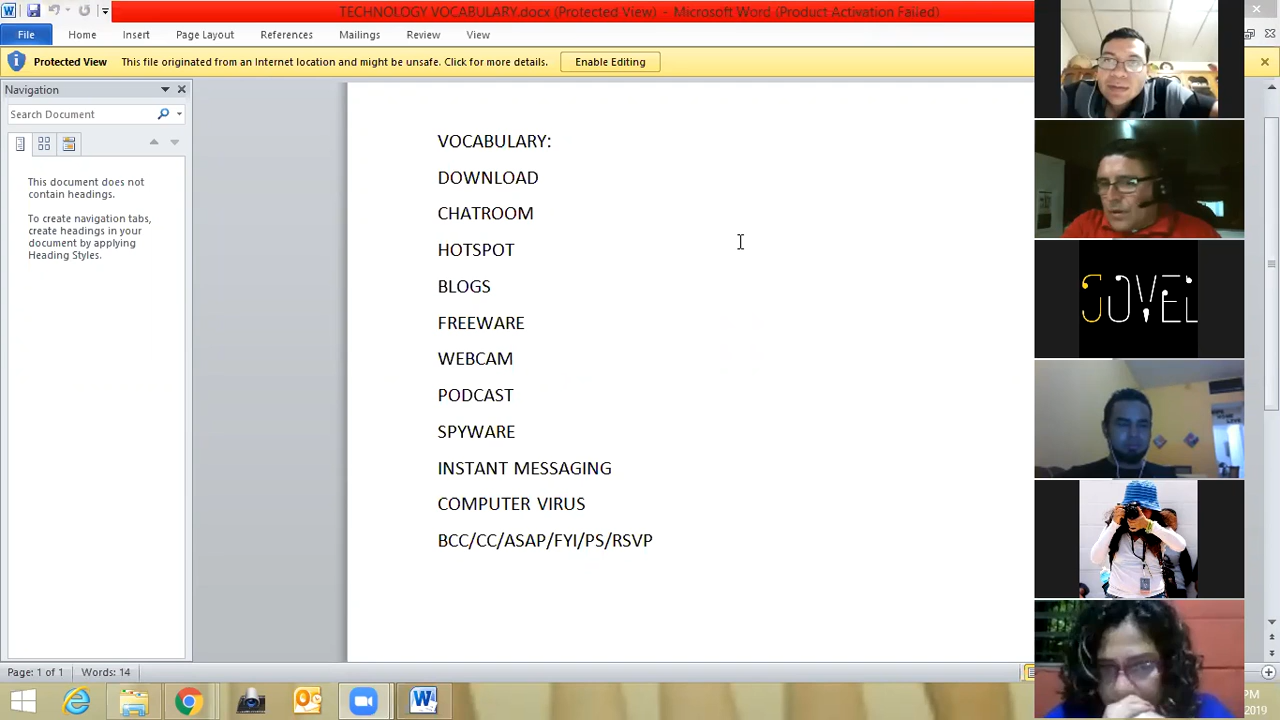 TECHNOLOGY VOCABULARY.docx (Protected View) - Microsoft Word (Product Activation Failed)
File Home Insert Page Layout References Mailings Review View
Protected View This file originated from an Internet location and might be unsafe. Click for more details. Enable Editing
Navigation
Search Document
This document does not
contain headings.
To create navigation tabs,
create headings in your
document by applying
Heading Styles.
VOCABULARY:
DOWNLOAD
CHATROOM
HOTSPOT
BLOGS
FREEWARE
WEBCAM
PODCAST
SPYWARE
INSTANT MESSAGING
COMPUTER VIRUS
BCC/CC/ASAP/FYI/PS/RSVP
JOVEL
Page: 1 of 1 Words: 14